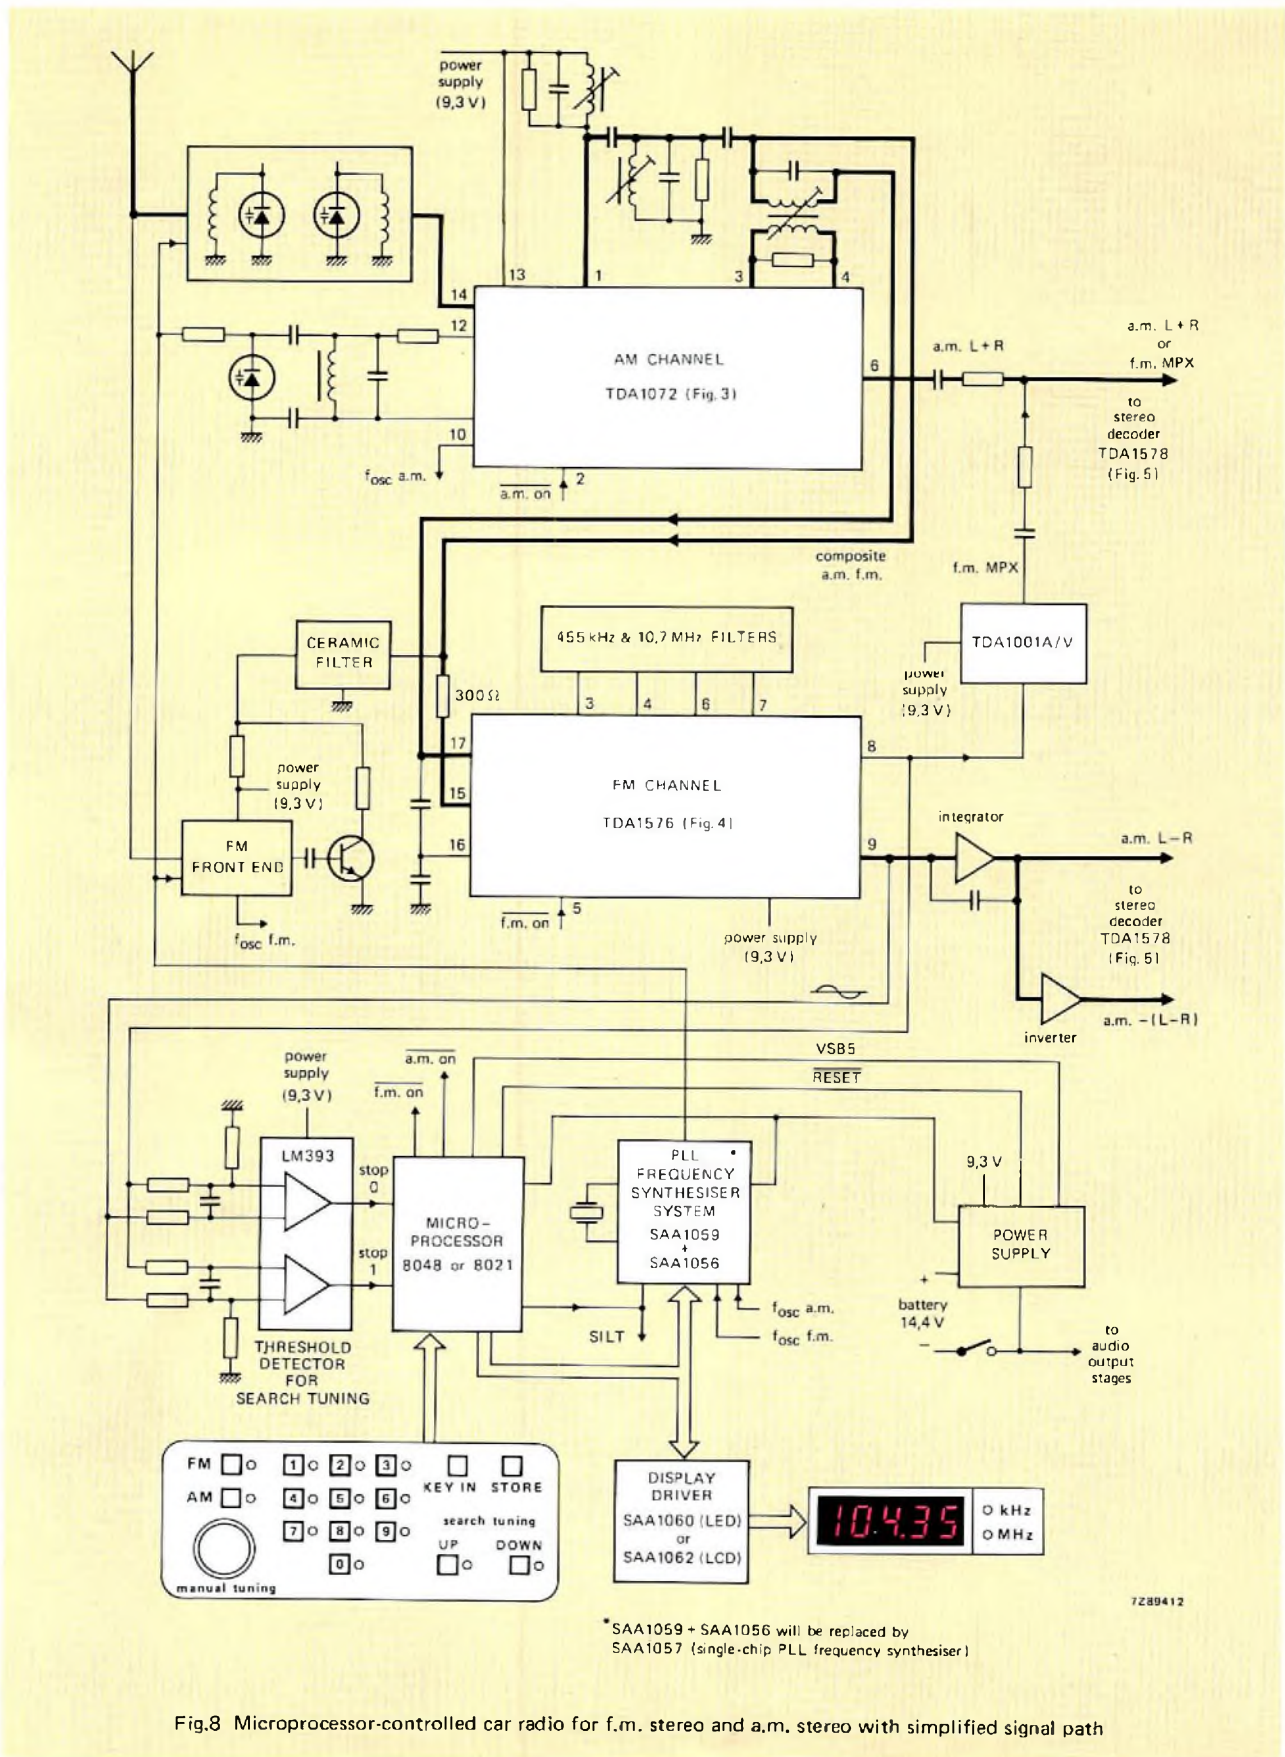 power
supply
(9,3 V)
13
1
3
4
14
12
AM CHANNEL
TDA1072 (Fig. 3)
6
a.m. L+R
a.m. L+R
or
f.m. MPX
to
stereo
decoder
TDA1578
(Fig. 5)
10
fosc a.m.
a.m. on
2
composite
a.m. f.m.
f.m. MPX
TDA1001A/V
power
supply
(9,3 V)
CERAMIC
FILTER
455 kHz & 10,7 MHz FILTERS
300Ω
3
4
6
7
17
15
16
FM CHANNEL
TDA1576 (Fig. 4)
8
9
power
supply
(9,3 V)
FM
FRONT END
fosc f.m.
f.m. on
5
power supply
(9,3 V)
integrator
a.m. L–R
to
stereo
decoder
TDA1578
(Fig. 5)
a.m. –(L–R)
inverter
VSB5
RESET
power
supply
(9,3 V)
a.m. on
f.m. on
LM393
stop
0
stop
1
MICRO–
PROCESSOR
8048 or 8021
PLL *
FREQUENCY
SYNTHESISER
SYSTEM
SAA1059
+
SAA1056
9,3 V
POWER
SUPPLY
+
battery
14,4 V
–
to
audio
output
stages
fosc a.m.
fosc f.m.
SILT
THRESHOLD
DETECTOR
FOR
SEARCH TUNING
FM
AM
1 2 3
4 5 6
7 8 9
0
KEY IN STORE
search tuning
UP DOWN
manual tuning
DISPLAY
DRIVER
SAA1060 (LED)
or
SAA1062 (LCD)
104.35
kHz
MHz
7Z89412
*SAA1059 + SAA1056 will be replaced by
SAA1057 (single-chip PLL frequency synthesiser)
Fig.8 Microprocessor-controlled car radio for f.m. stereo and a.m. stereo with simplified signal path